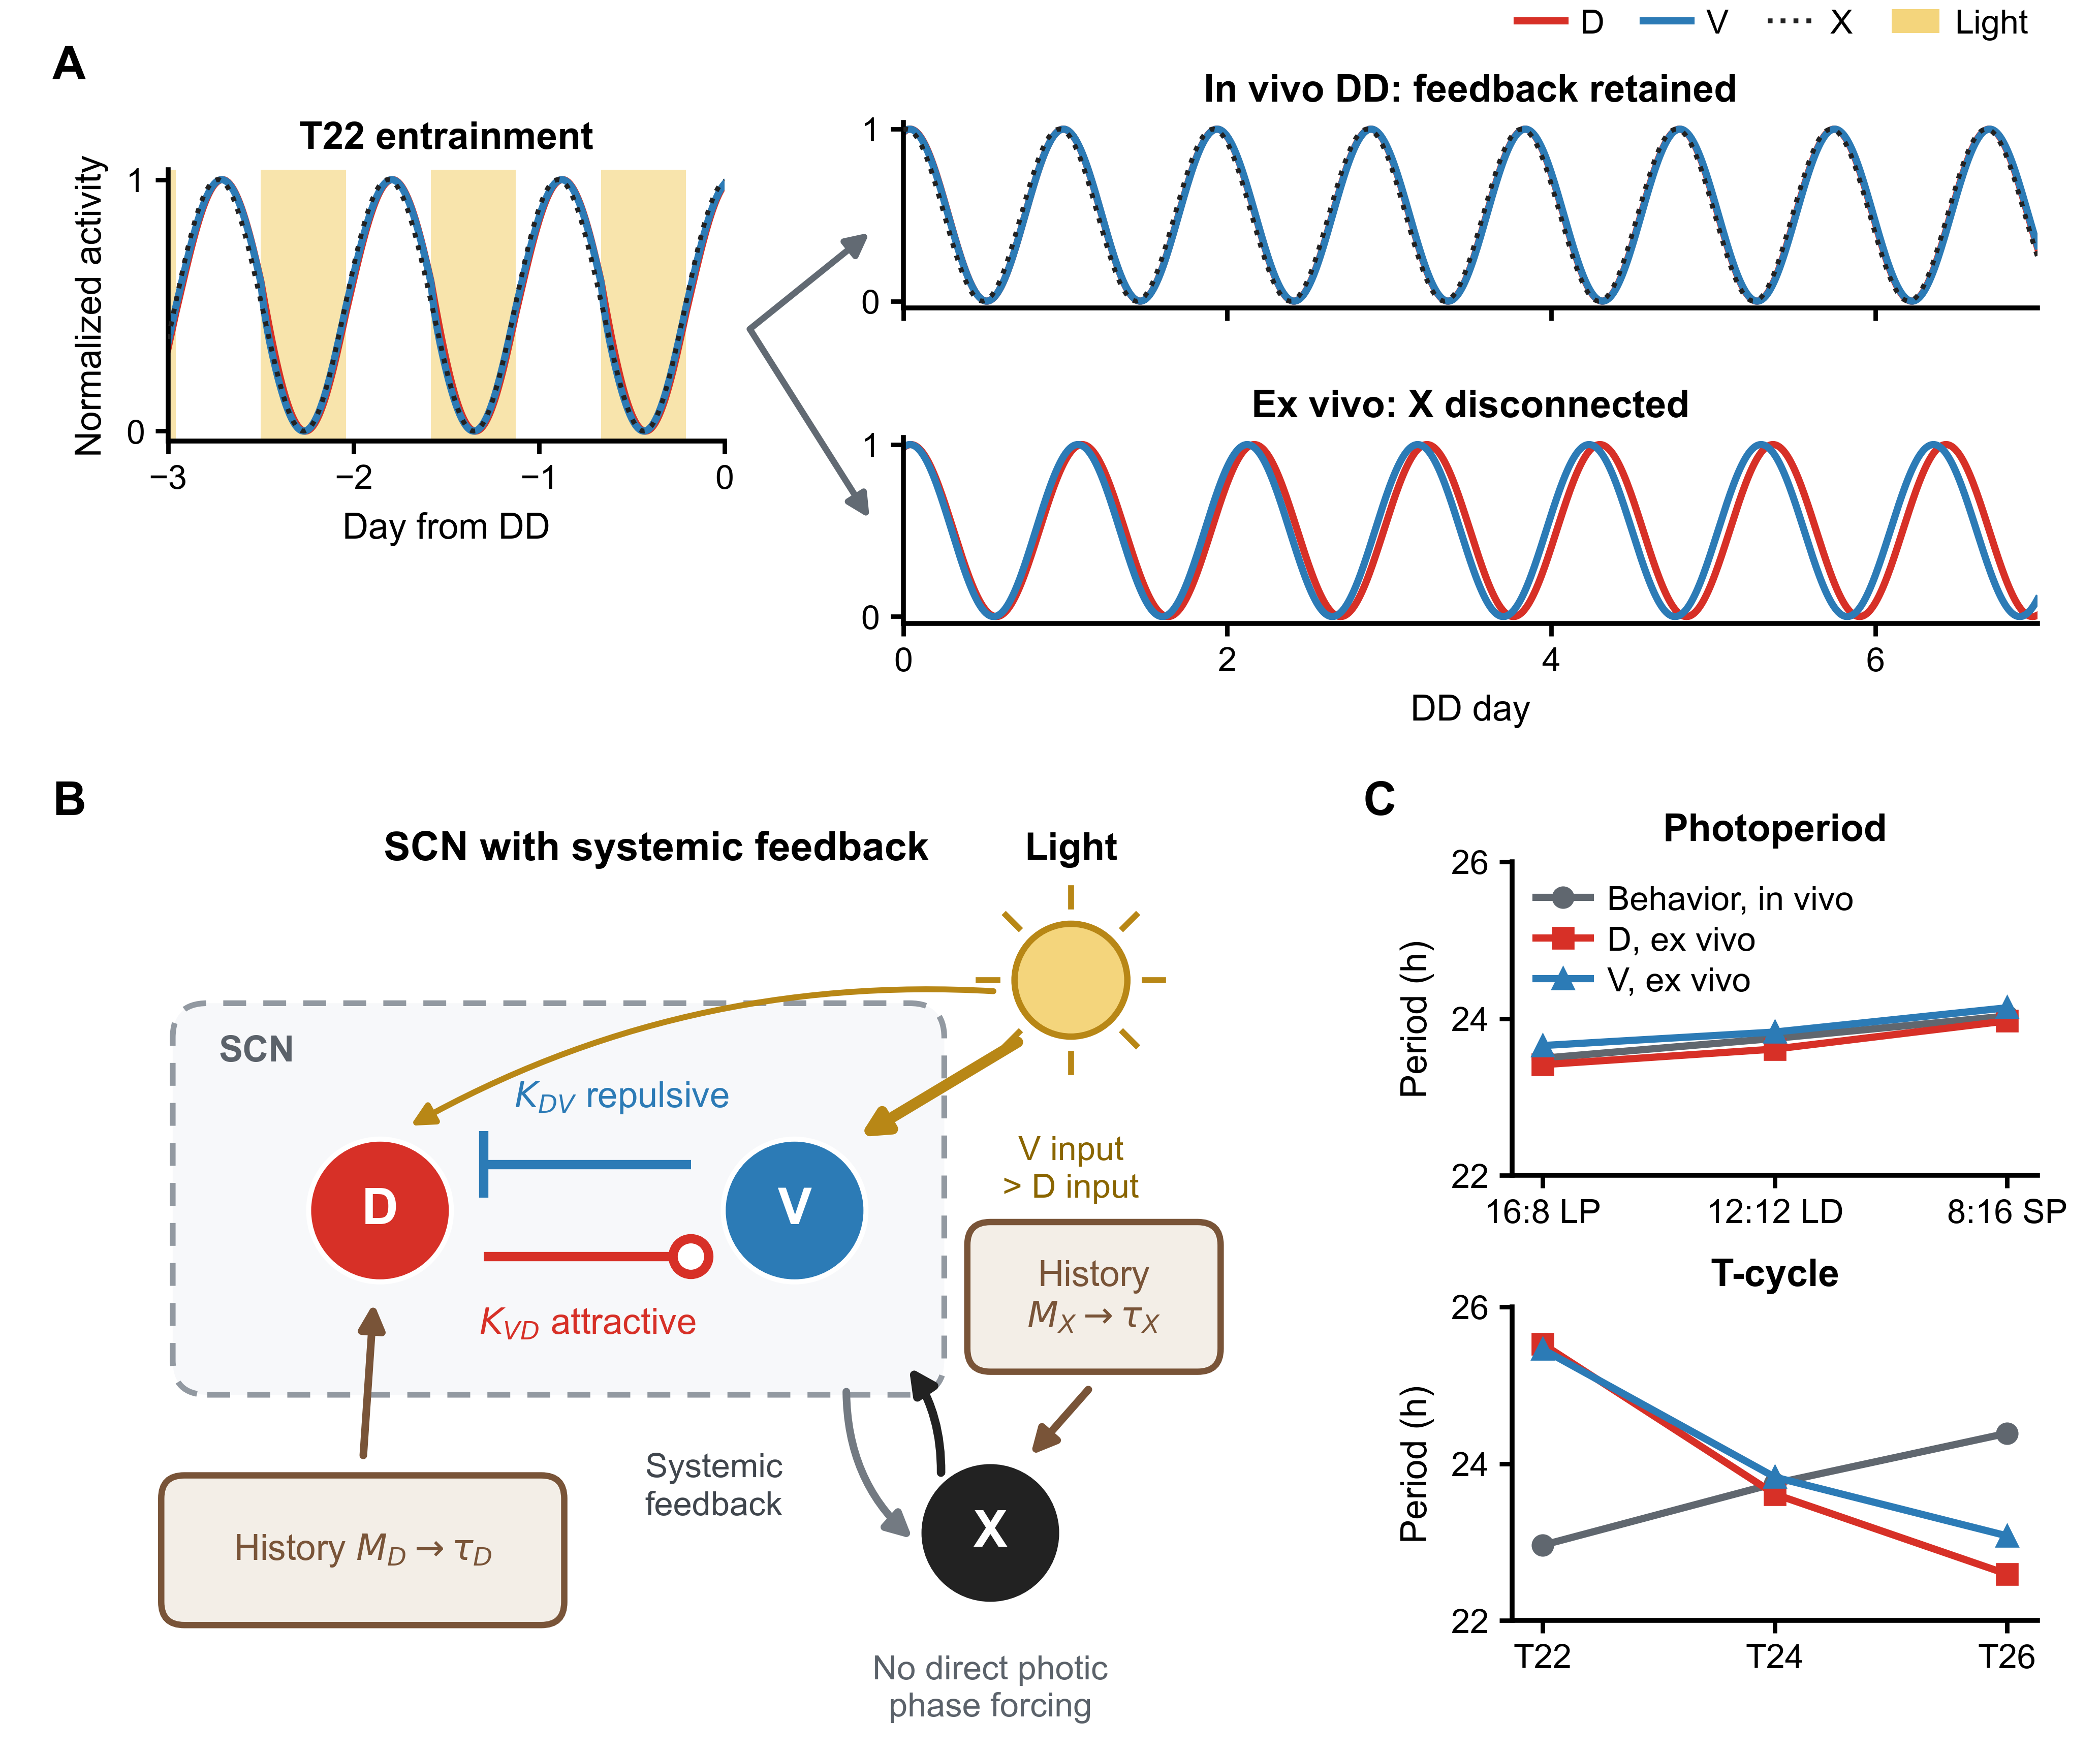 D V X Light
A
T22 entrainment
Normalized activity
1
0
−3 −2 −1 0
Day from DD
In vivo DD: feedback retained
1
0
Ex vivo: X disconnected
1
0
0 2 4 6
DD day
B
SCN with systemic feedback
Light
SCN
K_DV repulsive
D
V
K_VD attractive
V input
> D input
History
M_X → τ_X
Systemic
feedback
History M_D → τ_D
X
No direct photic
phase forcing
C
Photoperiod
Period (h)
26
24
22
Behavior, in vivo
D, ex vivo
V, ex vivo
16:8 LP 12:12 LD 8:16 SP
T-cycle
Period (h)
26
24
22
T22 T24 T26